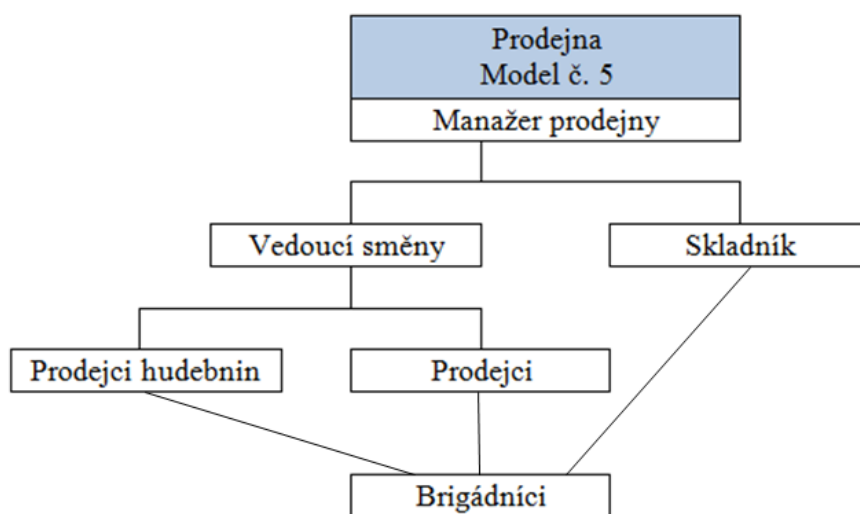 Prodejna
Model č. 5
Manažer prodejny
Vedoucí směny
Skladník
Prodejci hudebnin
Prodejci
Brigádníci